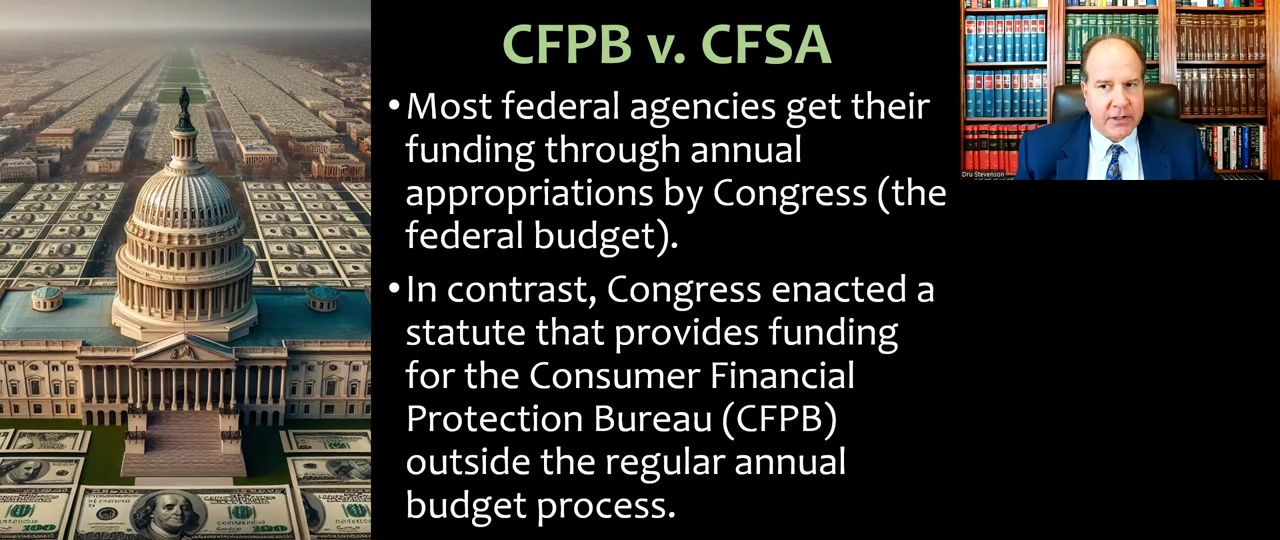 CFPB v. CFSA
•Most federal agencies get their
funding through annual
appropriations by Congress (the
federal budget).
•In contrast, Congress enacted a
statute that provides funding
for the Consumer Financial
Protection Bureau (CFPB)
outside the regular annual
budget process.
Dru Stevenson
100